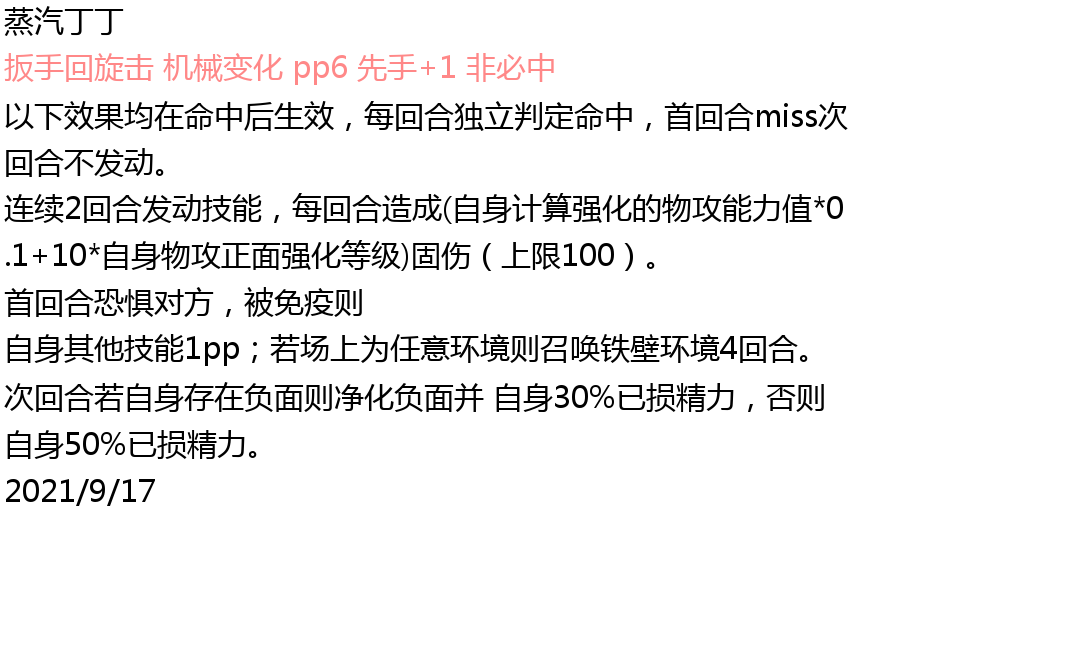 蒸汽丁丁
扳手回旋击 机械变化 pp6 先手+1 非必中
以下效果均在命中后生效，每回合独立判定命中，首回合miss次
回合不发动。
连续2回合发动技能，每回合造成(自身计算强化的物攻能力值*0
.1+10*自身物攻正面强化等级)固伤（上限100）。
首回合恐惧对方，被免疫则
自身其他技能1pp；若场上为任意环境则召唤铁壁环境4回合。
次回合若自身存在负面则净化负面并 自身30%已损精力，否则
自身50%已损精力。
2021/9/17